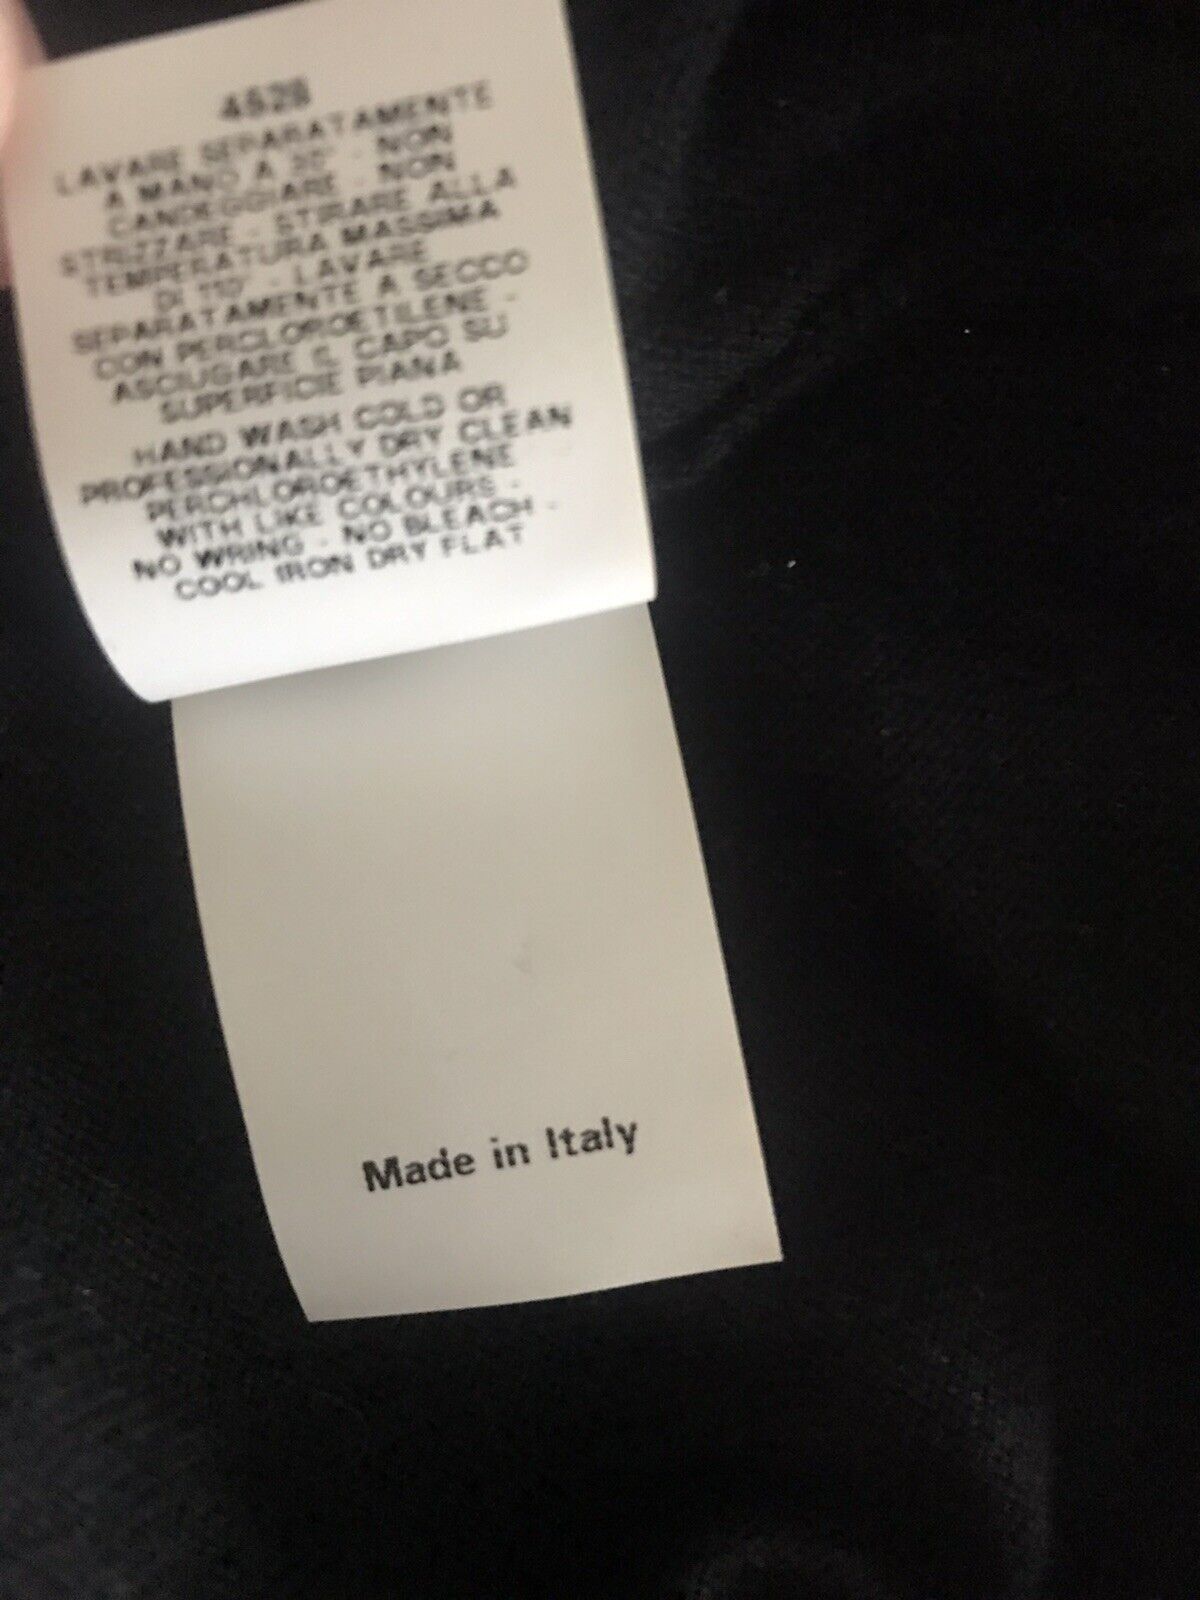 4628
LAVARE SEPARATAMENTE
A MANO A 30° - NON
CANDEGGIARE - NON
STRIZZARE - STIRARE ALLA
TEMPERATURA MASSIMA
DI 110° - LAVARE
SEPARATAMENTE A SECCO
CON PERCLOROETILENE -
ASCIUGARE IL CAPO SU
SUPERFICIE PIANA
HAND WASH COLD OR
PROFESSIONALLY DRY CLEAN
PERCHLOROETHYLENE
WITH LIKE COLOURS -
NO WRING - NO BLEACH -
COOL IRON DRY FLAT
Made in Italy